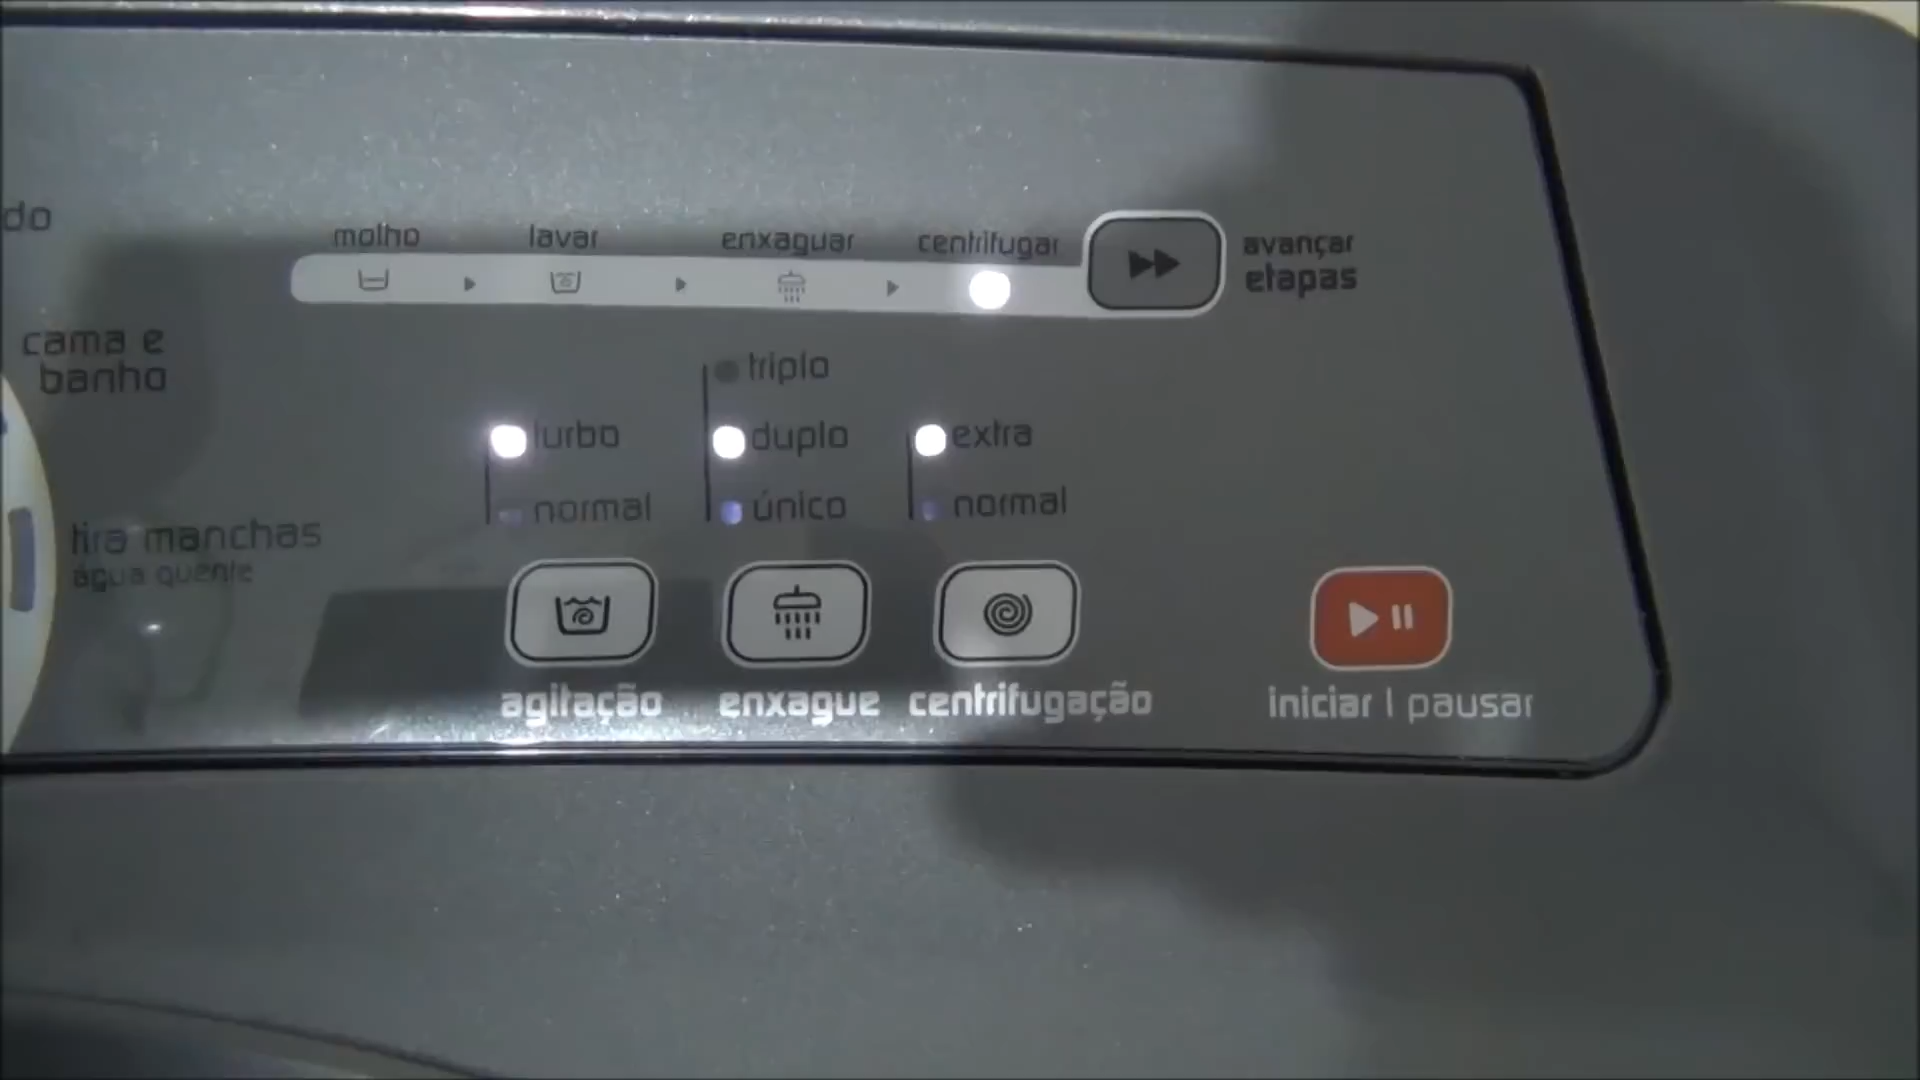 do
molho lavar enxaguar centrifugar
avançar
etapas
cama e
banho
triplo
turbo duplo extra
normal único normal
tira manchas
água quente
agitação enxague centrifugação iniciar | pausar